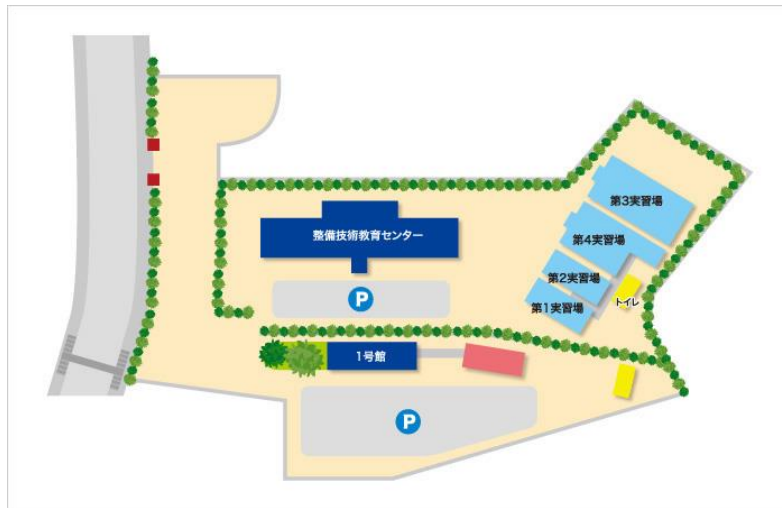 第3実習場
整備技術教育センター
第4実習場
第2実習場
P
トイレ
第1実習場
1号館
P